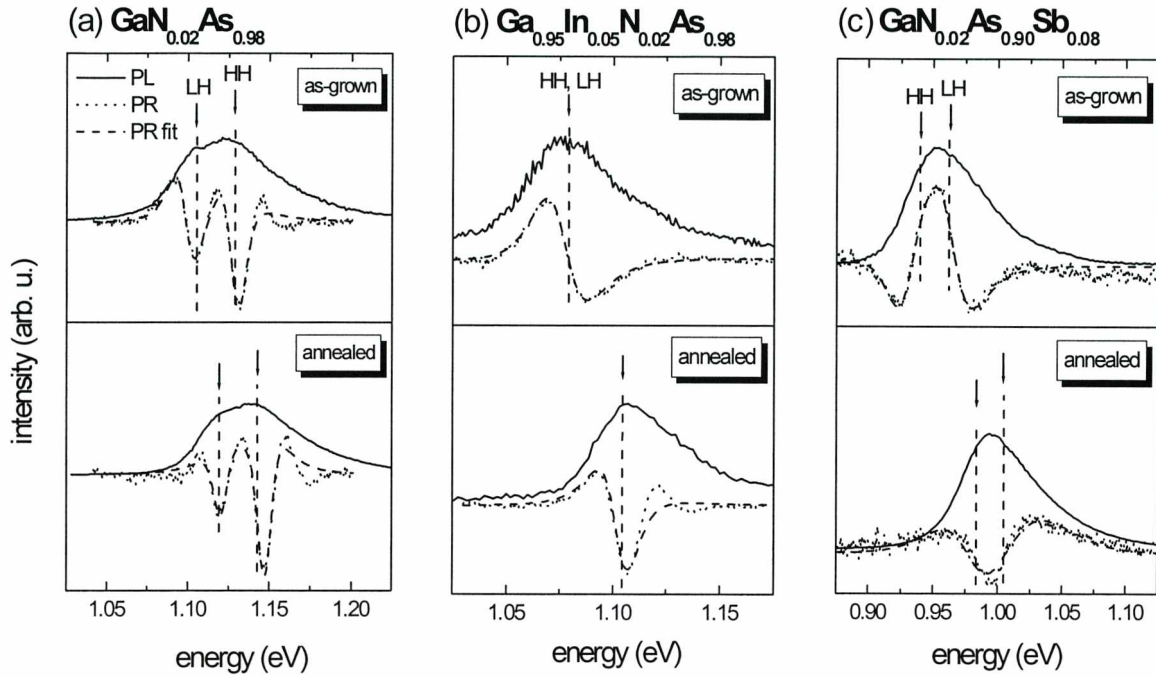 (a) GaN0.02As0.98
(b) Ga0.95In0.05N0.02As0.98
(c) GaN0.02As0.90Sb0.08
PL
PR
PR fit
LH
HH
as-grown
HH
LH
as-grown
HH
LH
as-grown
annealed
annealed
annealed
intensity (arb. u.)
1.05 1.10 1.15 1.20
1.05 1.10 1.15
0.90 0.95 1.00 1.05 1.10
energy (eV)
energy (eV)
energy (eV)